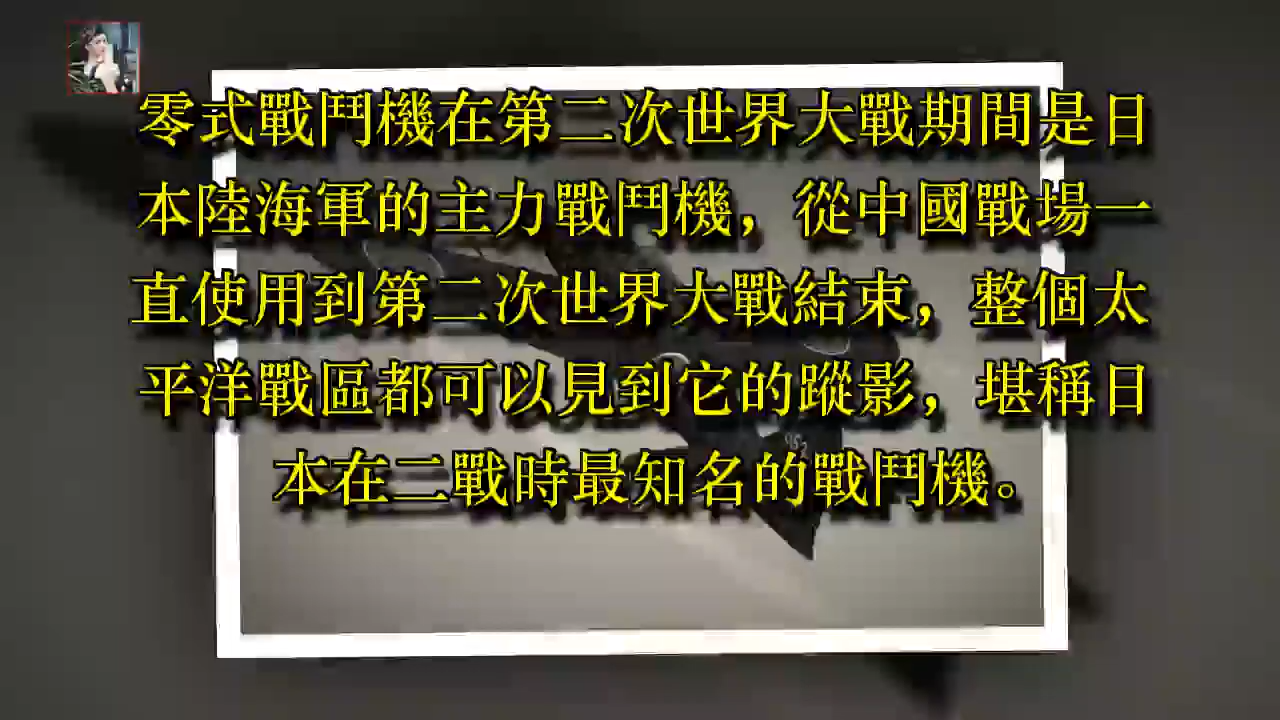 零式戰鬥機在第二次世界大戰期間是日
本陸海軍的主力戰鬥機，從中國戰場一
直使用到第二次世界大戰結束，整個太
平洋戰區都可以見到它的蹤影，堪稱日
本在二戰時最知名的戰鬥機。